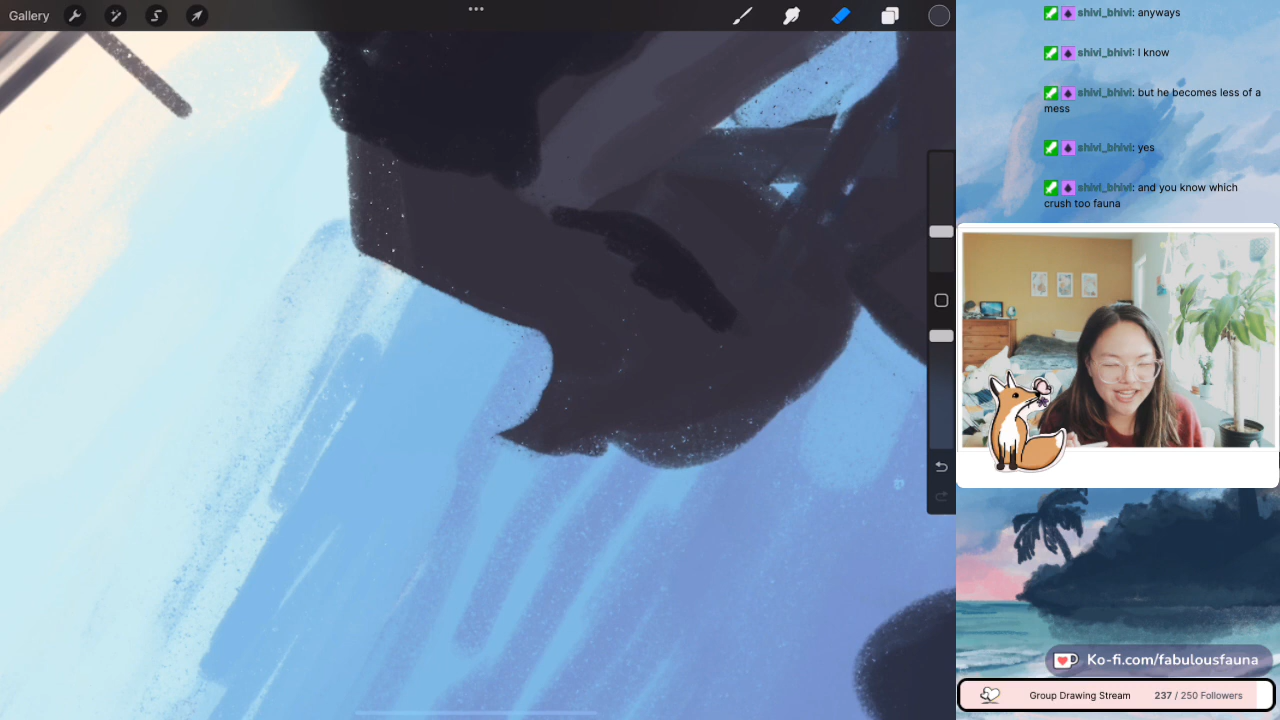 Gallery
shivi_bhivi: anyways
shivi_bhivi: I know
shivi_bhivi: but he becomes less of a
mess
shivi_bhivi: yes
shivi_bhivi: and you know which
crush too fauna
Ko-fi.com/fabulousfauna
Group Drawing Stream 237 / 250 Followers